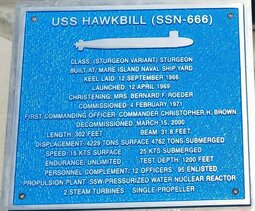 USS HAWKBILL (SSN-666)
CLASS: (STURGEON VARIANT) STURGEON
BUILT AT: MARE ISLAND NAVAL SHIP YARD
KEEL LAID: 12 SEPTEMBER 1966
LAUNCHED: 12 APRIL 1969
CHRISTENING: MRS. BERNARD F. ROEDER
COMMISSIONED: 4 FEBRUARY 1971
FIRST COMMANDING OFFICER: COMMANDER CHRISTOPHER H. BROWN
DECOMMISSIONED: MARCH 15, 2000
LENGTH: 302 FEET BEAM: 31.8 FEET
DISPLACEMENT: 4229 TONS SURFACE 4762 TONS SUBMERGED
SPEED: 15 KTS SURFACED 25 KTS SUBMERGED
ENDURANCE: UNLIMITED TEST DEPTH: 1200 FEET
PERSONNEL COMPLEMENT: 12 OFFICERS 95 ENLISTED
PROPULSION PLANT: S5W PRESSURIZED WATER NUCLEAR REACTOR
2 STEAM TURBINES SINGLE PROPELLER